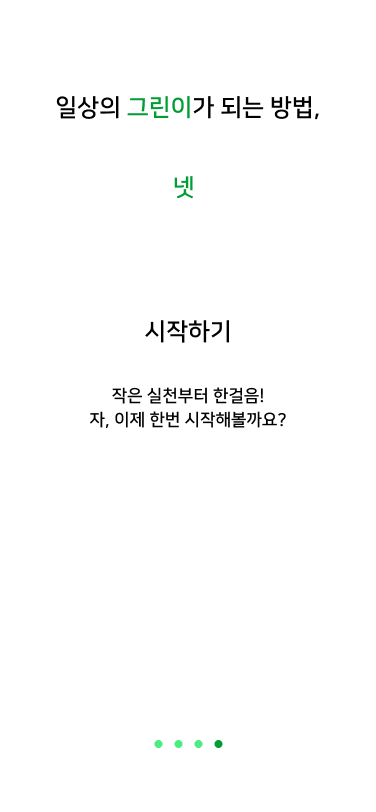 일상의 그린이가 되는 방법,
넷
시작하기
작은 실천부터 한걸음!
자, 이제 한번 시작해볼까요?